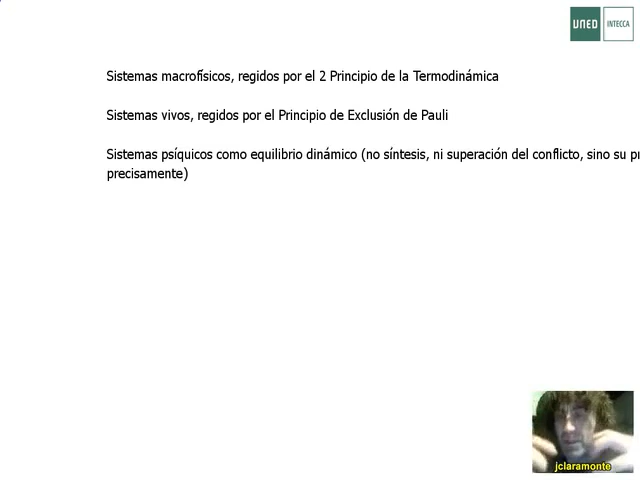 UNED
INTECCA
Sistemas macrofísicos, regidos por el 2 Principio de la Termodinámica
Sistemas vivos, regidos por el Principio de Exclusión de Pauli
Sistemas psíquicos como equilibrio dinámico (no síntesis, ni superación del conflicto, sino su
precisamente)
jclaramonte